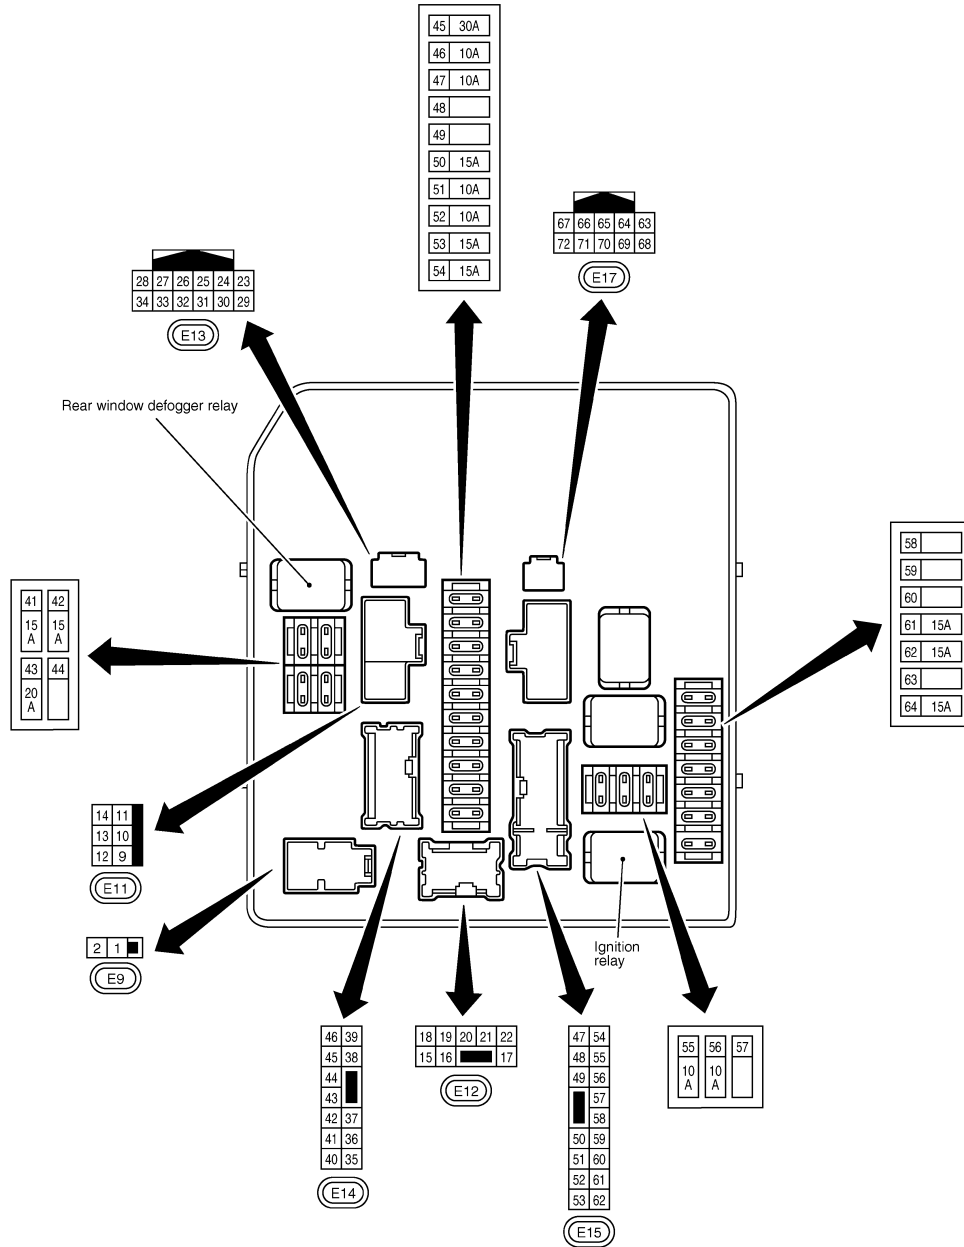 45 30A
46 10A
47 10A
48
49
50 15A
51 10A
52 10A
53 15A
54 15A
67 66 65 64 63
72 71 70 69 68
E17
28 27 26 25 24 23
34 33 32 31 30 29
E13
Rear window defogger relay
58
59
60
61 15A
62 15A
63
64 15A
41 42
15 15
A A
43 44
20
A
14 11
13 10
12 9
E11
2 1
E9
Ignition
relay
46 39
45 38
44
43
42 37
41 36
40 35
E14
18 19 20 21 22
15 16 17
E12
47 54
48 55
49 56
57
58
50 59
51 60
52 61
53 62
E15
55 56 57
10 10
A A